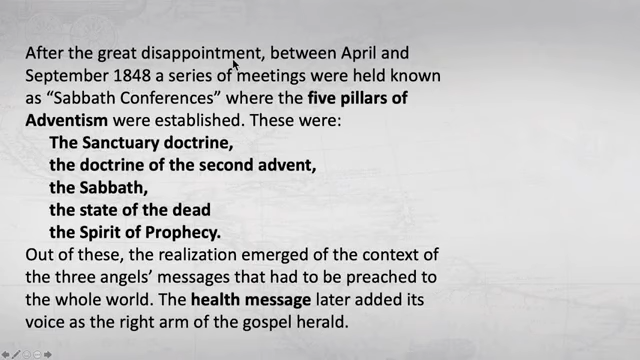 After the great disappointment, between April and
September 1848 a series of meetings were held known
as “Sabbath Conferences” where the five pillars of
Adventism were established. These were:
The Sanctuary doctrine,
the doctrine of the second advent,
the Sabbath,
the state of the dead
the Spirit of Prophecy.
Out of these, the realization emerged of the context of
the three angels’ messages that had to be preached to
the whole world. The health message later added its
voice as the right arm of the gospel herald.